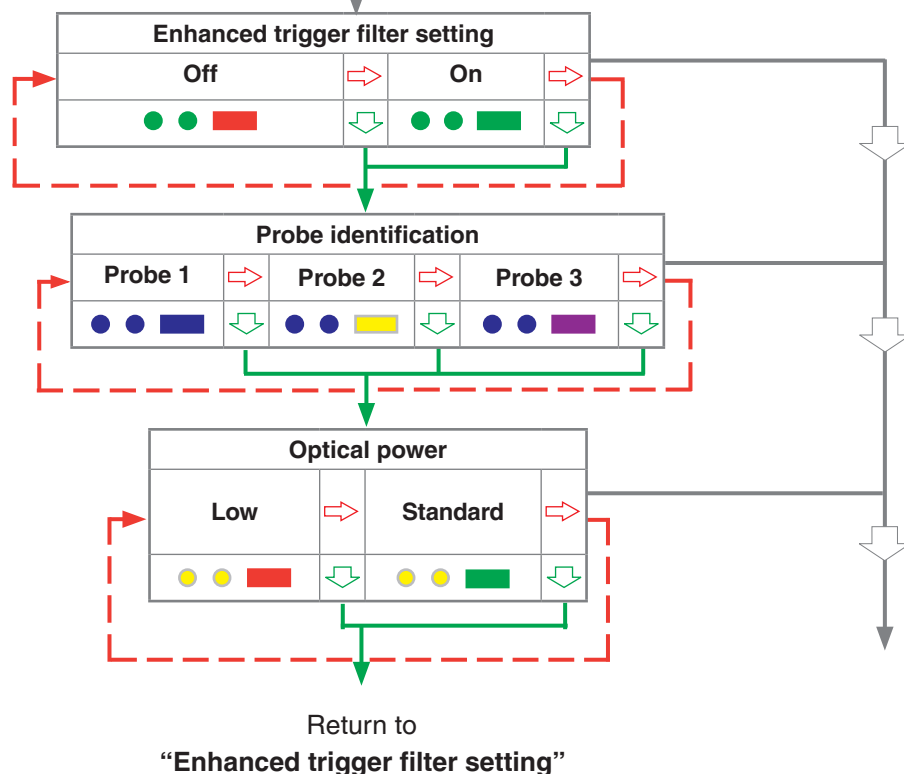 Enhanced trigger filter setting
Off On
Probe identification
Probe 1 Probe 2 Probe 3
Optical power
Low Standard
Return to
“Enhanced trigger filter setting”